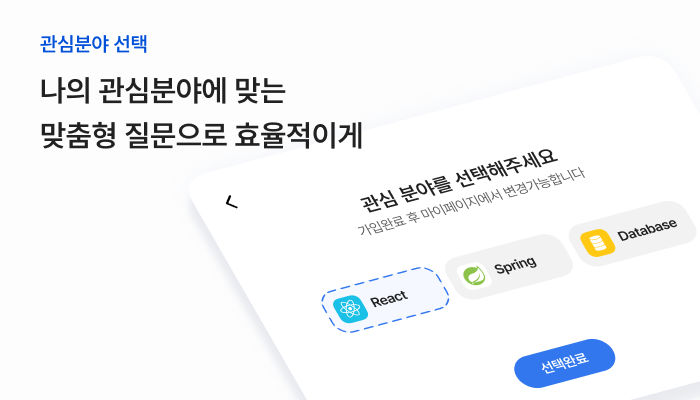 관심분야 선택
나의 관심분야에 맞는
맞춤형 질문으로 효율적이게
관심 분야를 선택해주세요
가입완료 후 마이페이지에서 변경가능합니다
React
Spring
Database
선택완료